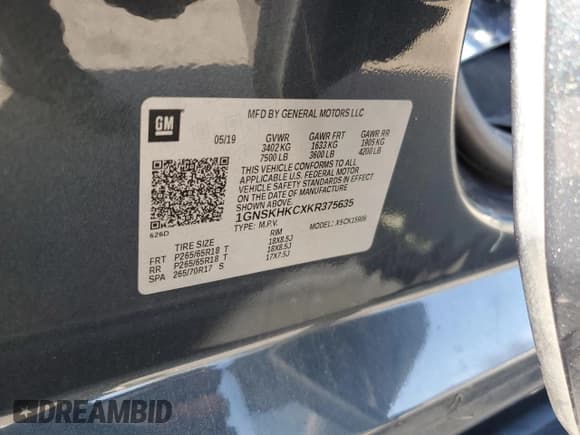 GM
MFD BY GENERAL MOTORS LLC
05/19 GVWR GAWR FRT GAWR RR
3402 KG 1633 KG 1905 KG
7500 LB 3600 LB 4200 LB
THIS VEHICLE CONFORMS TO ALL
APPLICABLE U.S. FEDERAL MOTOR
VEHICLE SAFETY STANDARDS IN EFFECT
ON THE DATE OF MANUFACTURE
SHOWN ABOVE.
1GNSKHKCXKR375635
TYPE: M.P.V. MODEL:
626D
TIRE SIZE RIM
FRT P265/65R18 T 18X8.5J
RR P265/65R18 T 18X8.5J
SPA 265/70R17 S 17X7.5J
DREAMBID